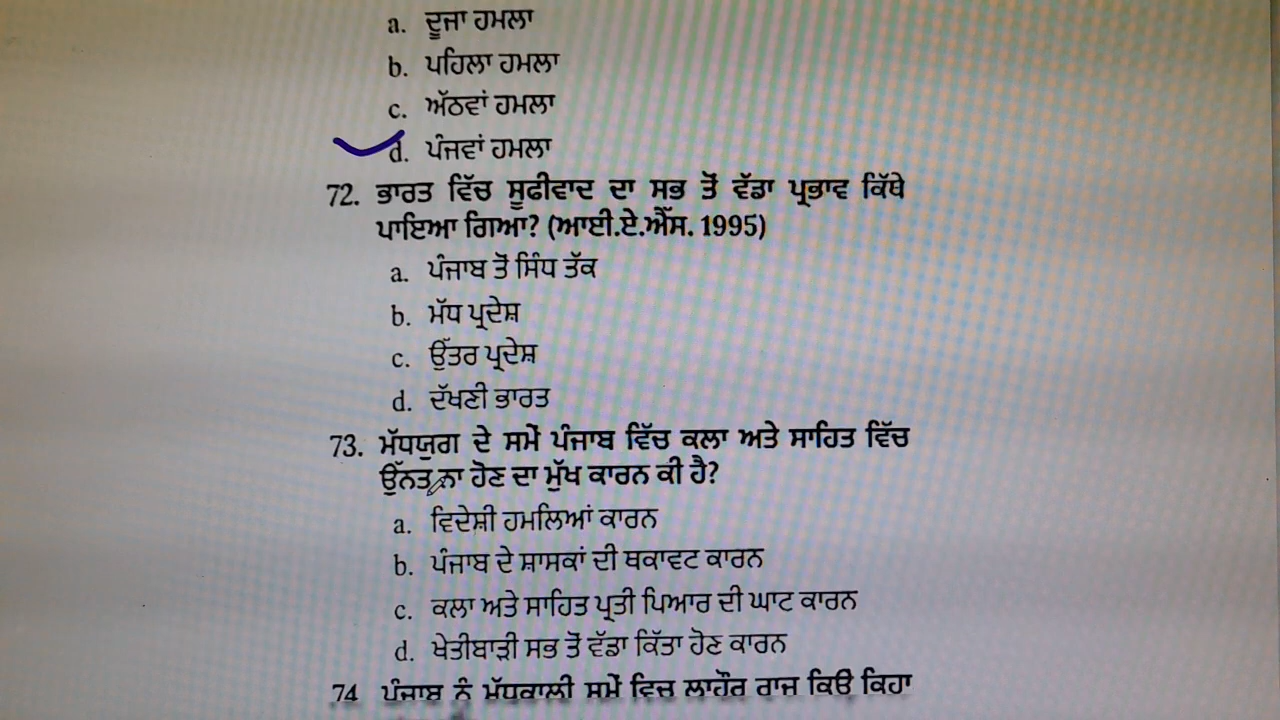 a. ਦੂਜਾ ਹਮਲਾ
b. ਪਹਿਲਾ ਹਮਲਾ
c. ਅੱਠਵਾਂ ਹਮਲਾ
d. ਪੰਜਵਾਂ ਹਮਲਾ
72. ਭਾਰਤ ਵਿੱਚ ਸੂਫੀਵਾਦ ਦਾ ਸਭ ਤੋਂ ਵੱਡਾ ਪ੍ਰਭਾਵ ਕਿੱਥੇ
ਪਾਇਆ ਗਿਆ? (ਆਈ.ਏ.ਐੱਸ. 1995)
a. ਪੰਜਾਬ ਤੋਂ ਸਿੰਧ ਤੱਕ
b. ਮੱਧ ਪ੍ਰਦੇਸ਼
c. ਉੱਤਰ ਪ੍ਰਦੇਸ਼
d. ਦੱਖਣੀ ਭਾਰਤ
73. ਮੱਧਯੁਗ ਦੇ ਸਮੇਂ ਪੰਜਾਬ ਵਿੱਚ ਕਲਾ ਅਤੇ ਸਾਹਿਤ ਵਿੱਚ
ਉੱਨਤ ਨਾ ਹੋਣ ਦਾ ਮੁੱਖ ਕਾਰਨ ਕੀ ਹੈ?
a. ਵਿਦੇਸ਼ੀ ਹਮਲਿਆਂ ਕਾਰਨ
b. ਪੰਜਾਬ ਦੇ ਸ਼ਾਸਕਾਂ ਦੀ ਥਕਾਵਟ ਕਾਰਨ
c. ਕਲਾ ਅਤੇ ਸਾਹਿਤ ਪ੍ਰਤੀ ਪਿਆਰ ਦੀ ਘਾਟ ਕਾਰਨ
d. ਖੇਤੀਬਾੜੀ ਸਭ ਤੋਂ ਵੱਡਾ ਕਿੱਤਾ ਹੋਣ ਕਾਰਨ
74 ਪੰਜਾਬ ਨੂੰ ਮੱਧਕਾਲੀ ਸਮੇਂ ਵਿਚ ਲਾਹੌਰ ਰਾਜ ਕਿਉਂ ਕਿਹਾ